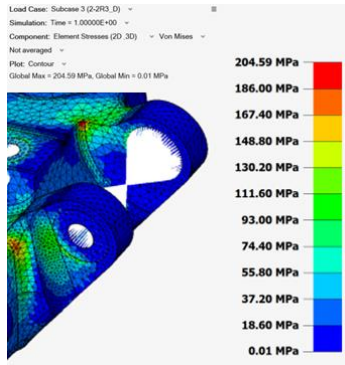 Load Case: Subcase 3 (2-2R3_D)
Simulation: Time = 1.00000E+00
Component: Element Stresses (2D_3D) Von Mises
Not averaged
Plot: Contour
Global Max = 204.59 MPa, Global Min = 0.01 MPa
204.59 MPa
186.00 MPa
167.40 MPa
148.80 MPa
130.20 MPa
111.60 MPa
93.00 MPa
74.40 MPa
55.80 MPa
37.20 MPa
18.60 MPa
0.01 MPa